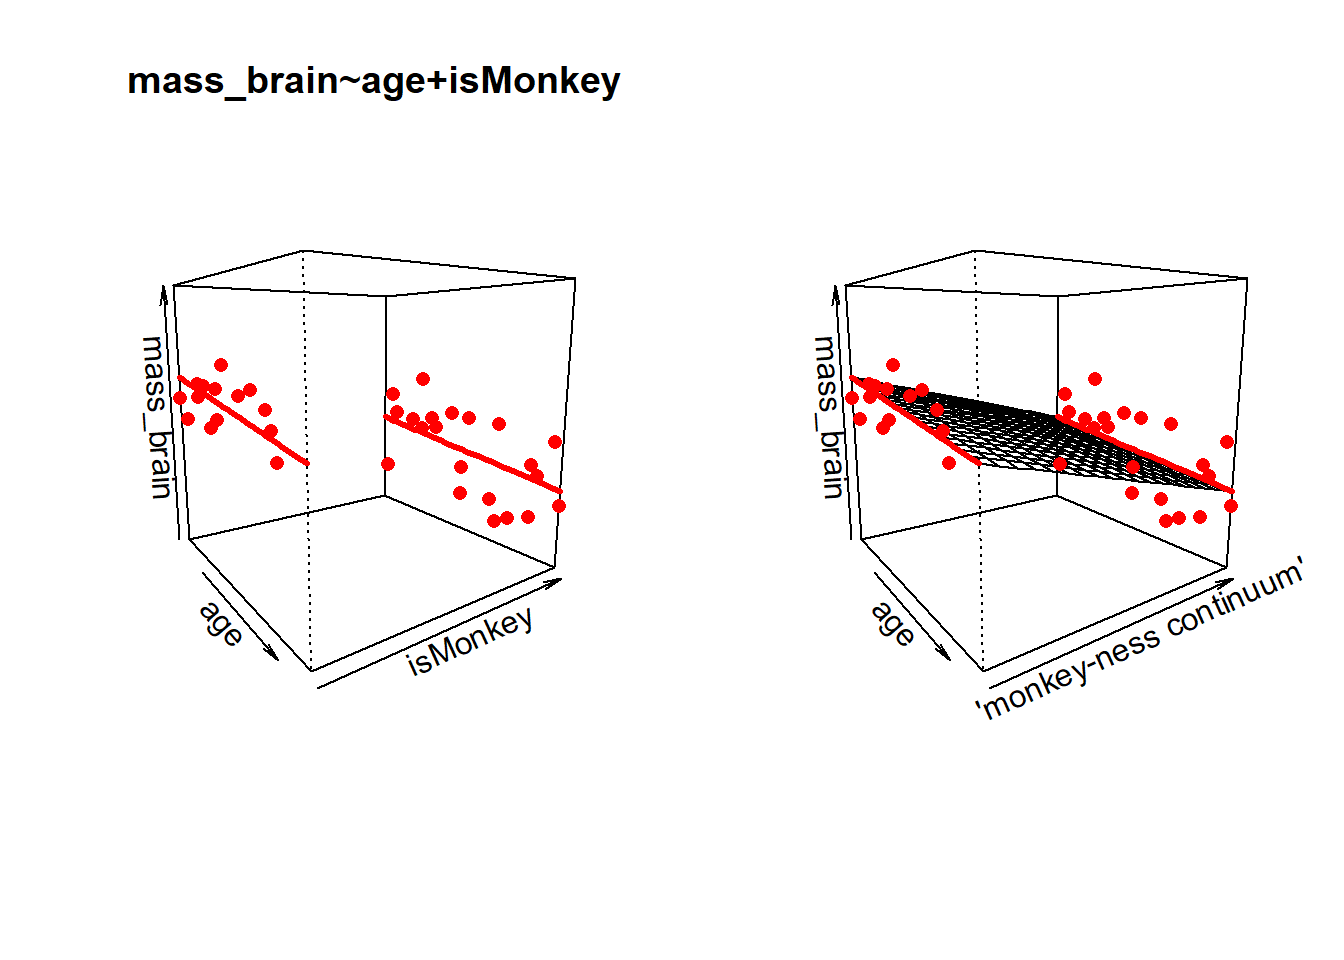 mass_brain~age+isMonkey
mass_brain
age
isMonkey
mass_brain
age
'monkey-ness continuum'